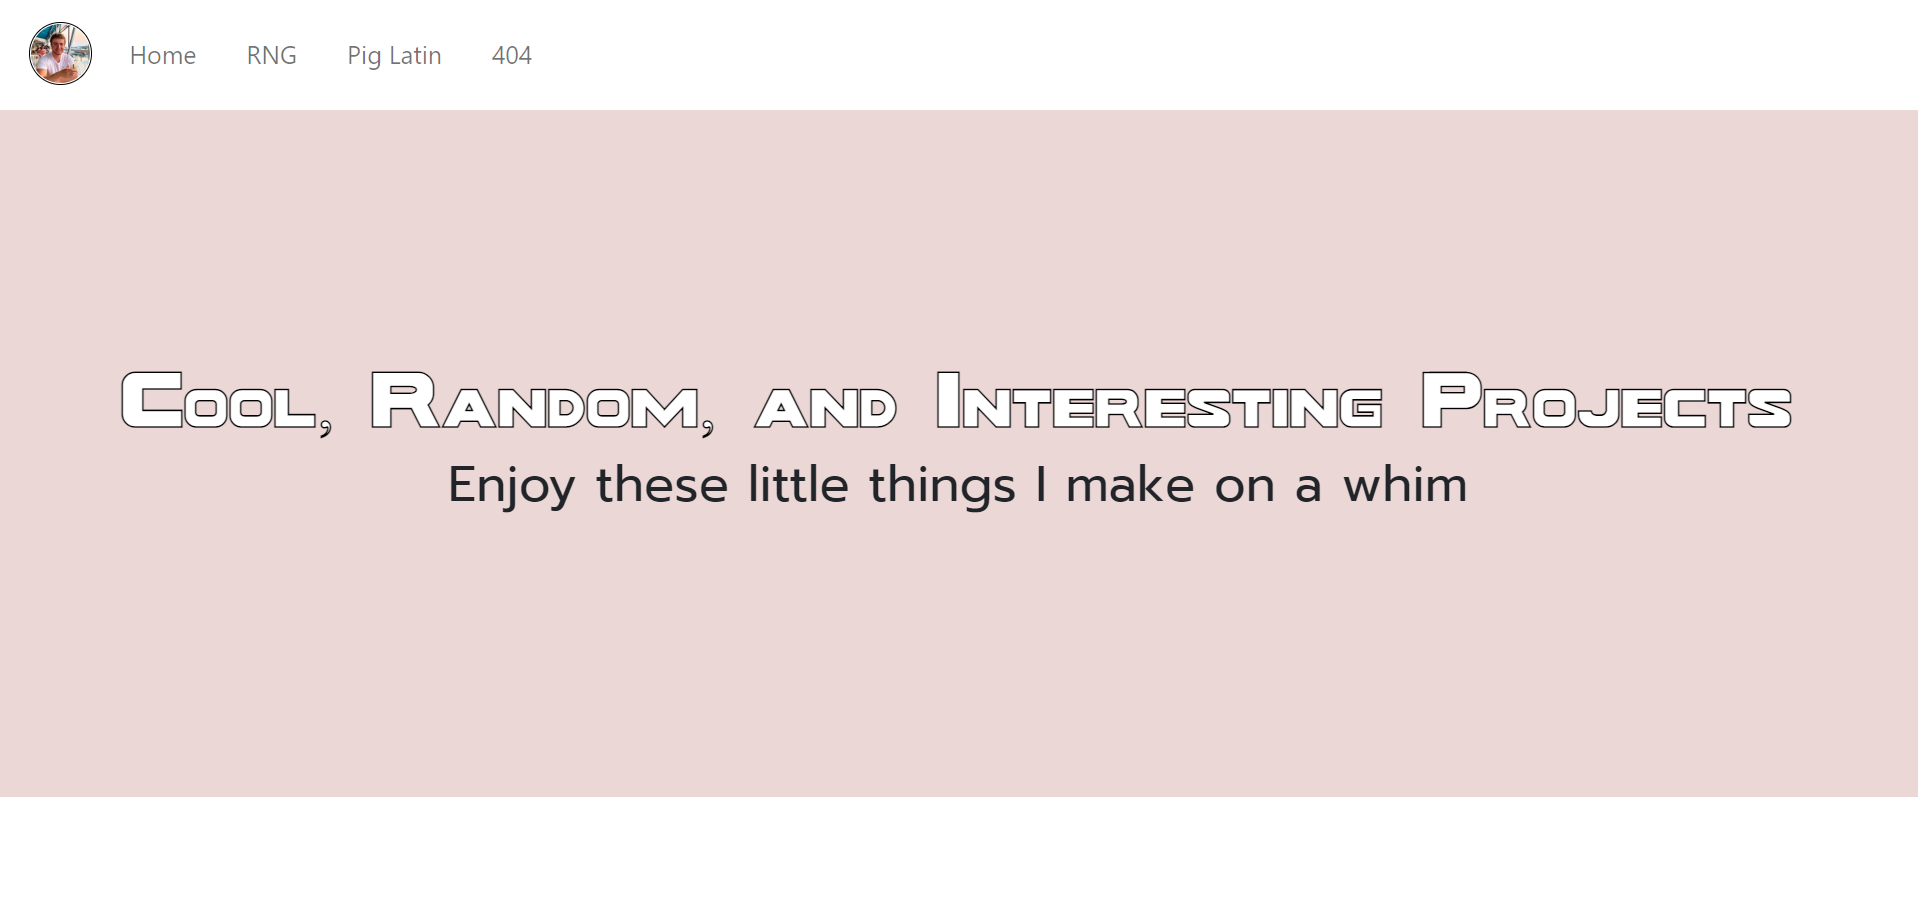 Home RNG Pig Latin 404
Cool, Random, and Interesting Projects
Enjoy these little things I make on a whim